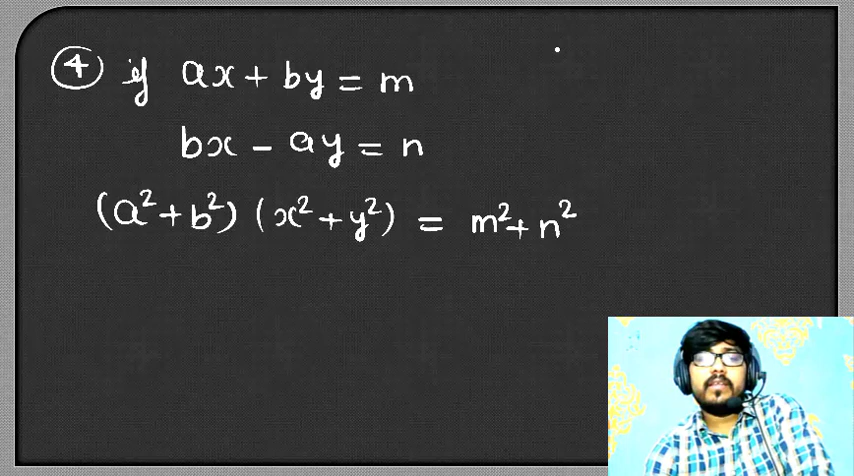 ④ if ax + by = m
bx - ay = n
(a² + b²) (x² + y²) = m² + n²